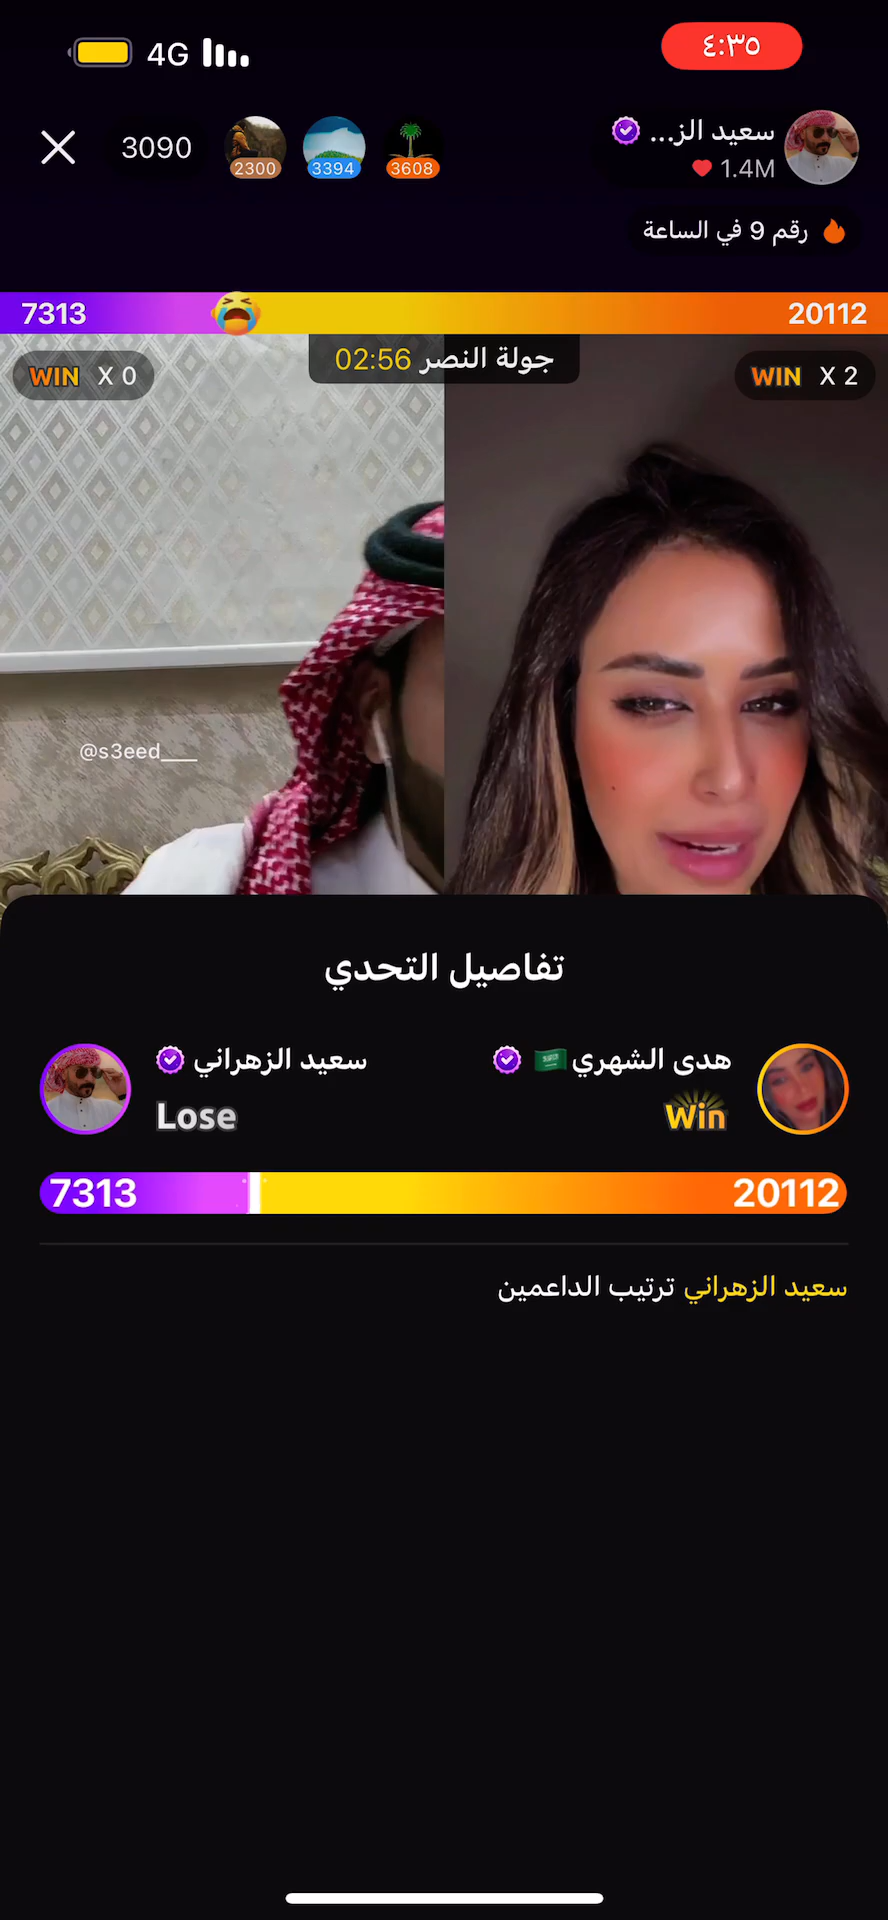 4G
٤:٣٥
سعيد الز...
1.4M
3608
3394
2300
3090
رقم 9 في الساعة
7313
20112
جولة النصر 02:56
WIN X 0
WIN X 2
@s3eed___
تفاصيل التحدي
هدى الشهري
Win
سعيد الزهراني
Lose
7313
20112
سعيد الزهراني ترتيب الداعمين